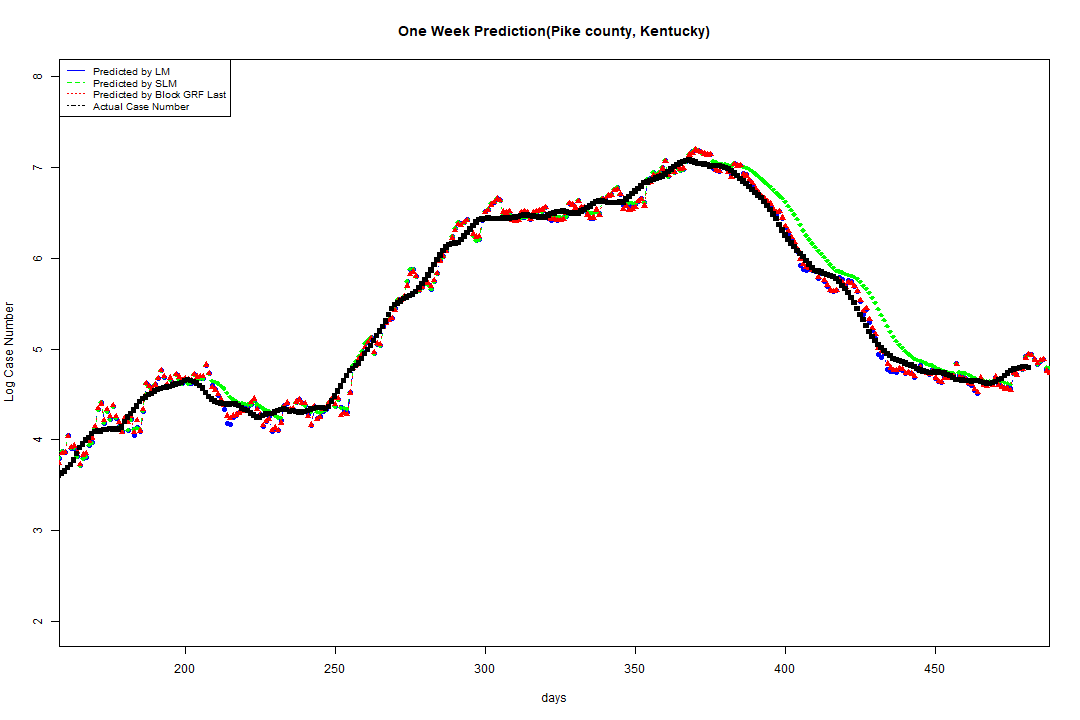 One Week Prediction(Pike county, Kentucky)
Predicted by LM
Predicted by SLM
Predicted by Block GRF Last
Actual Case Number
8
7
6
5
4
3
2
Log Case Number
200 250 300 350 400 450
days